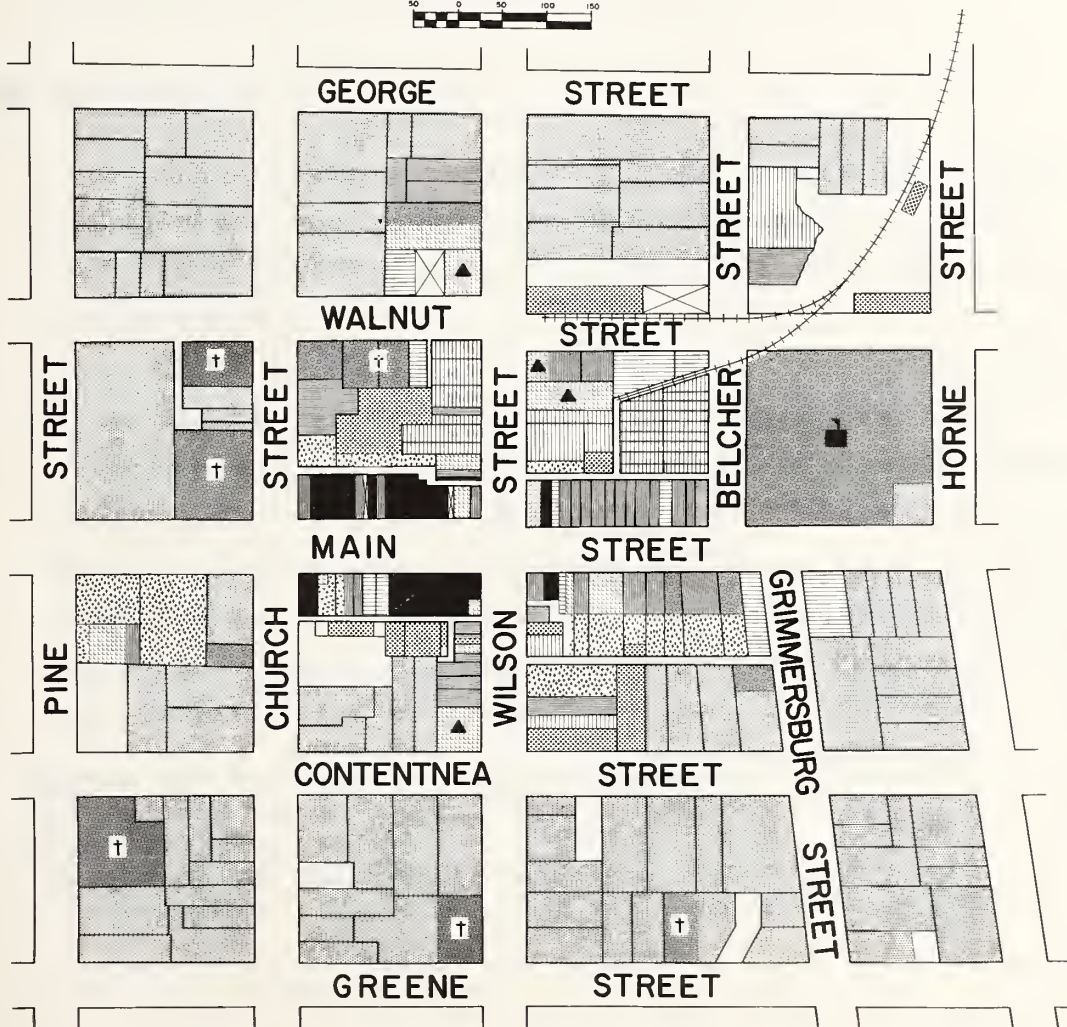 50 0 50 100 150
GEORGE STREET
STREET
STREET
WALNUT STREET
STREET
STREET
STREET
BELCHER
HORNE
MAIN STREET
PINE
CHURCH
WILSON
GRIMMERSBURG STREET
CONTENTNEA STREET
GREENE STREET